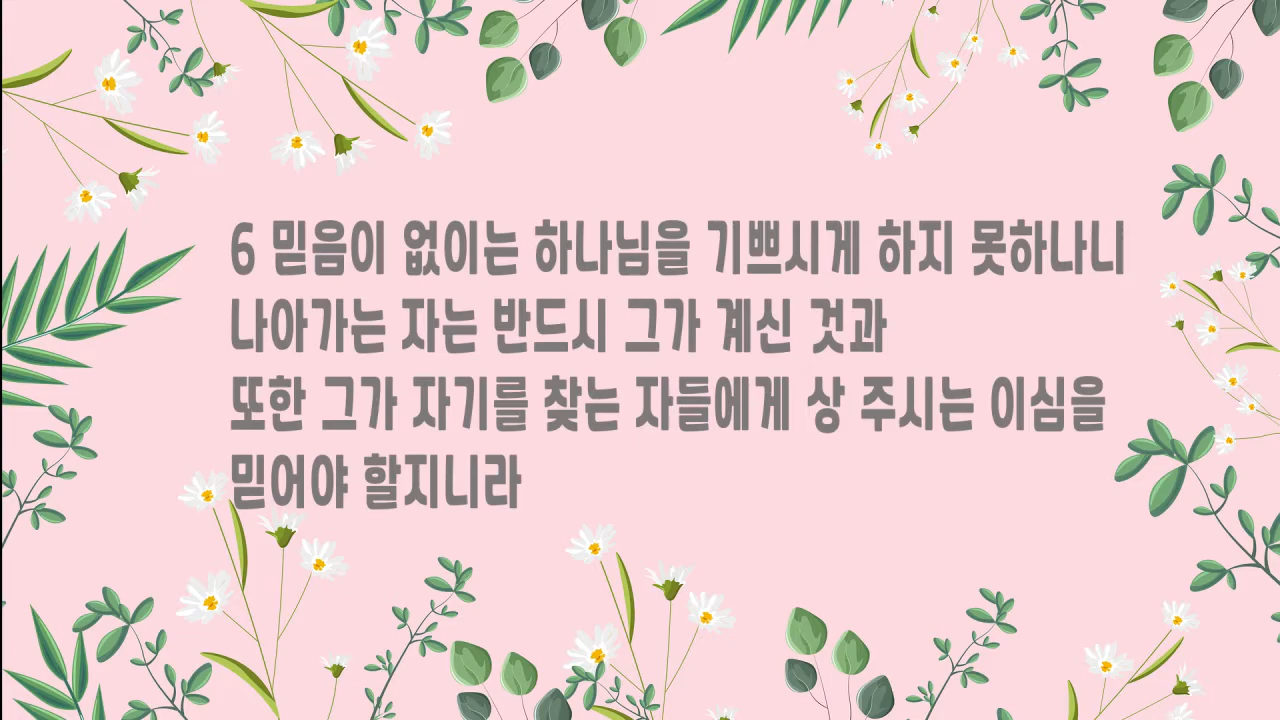 6 믿음이 없이는 하나님을 기쁘시게 하지 못하나니
나아가는 자는 반드시 그가 계신 것과
또한 그가 자기를 찾는 자들에게 상 주시는 이심을
믿어야 할지니라